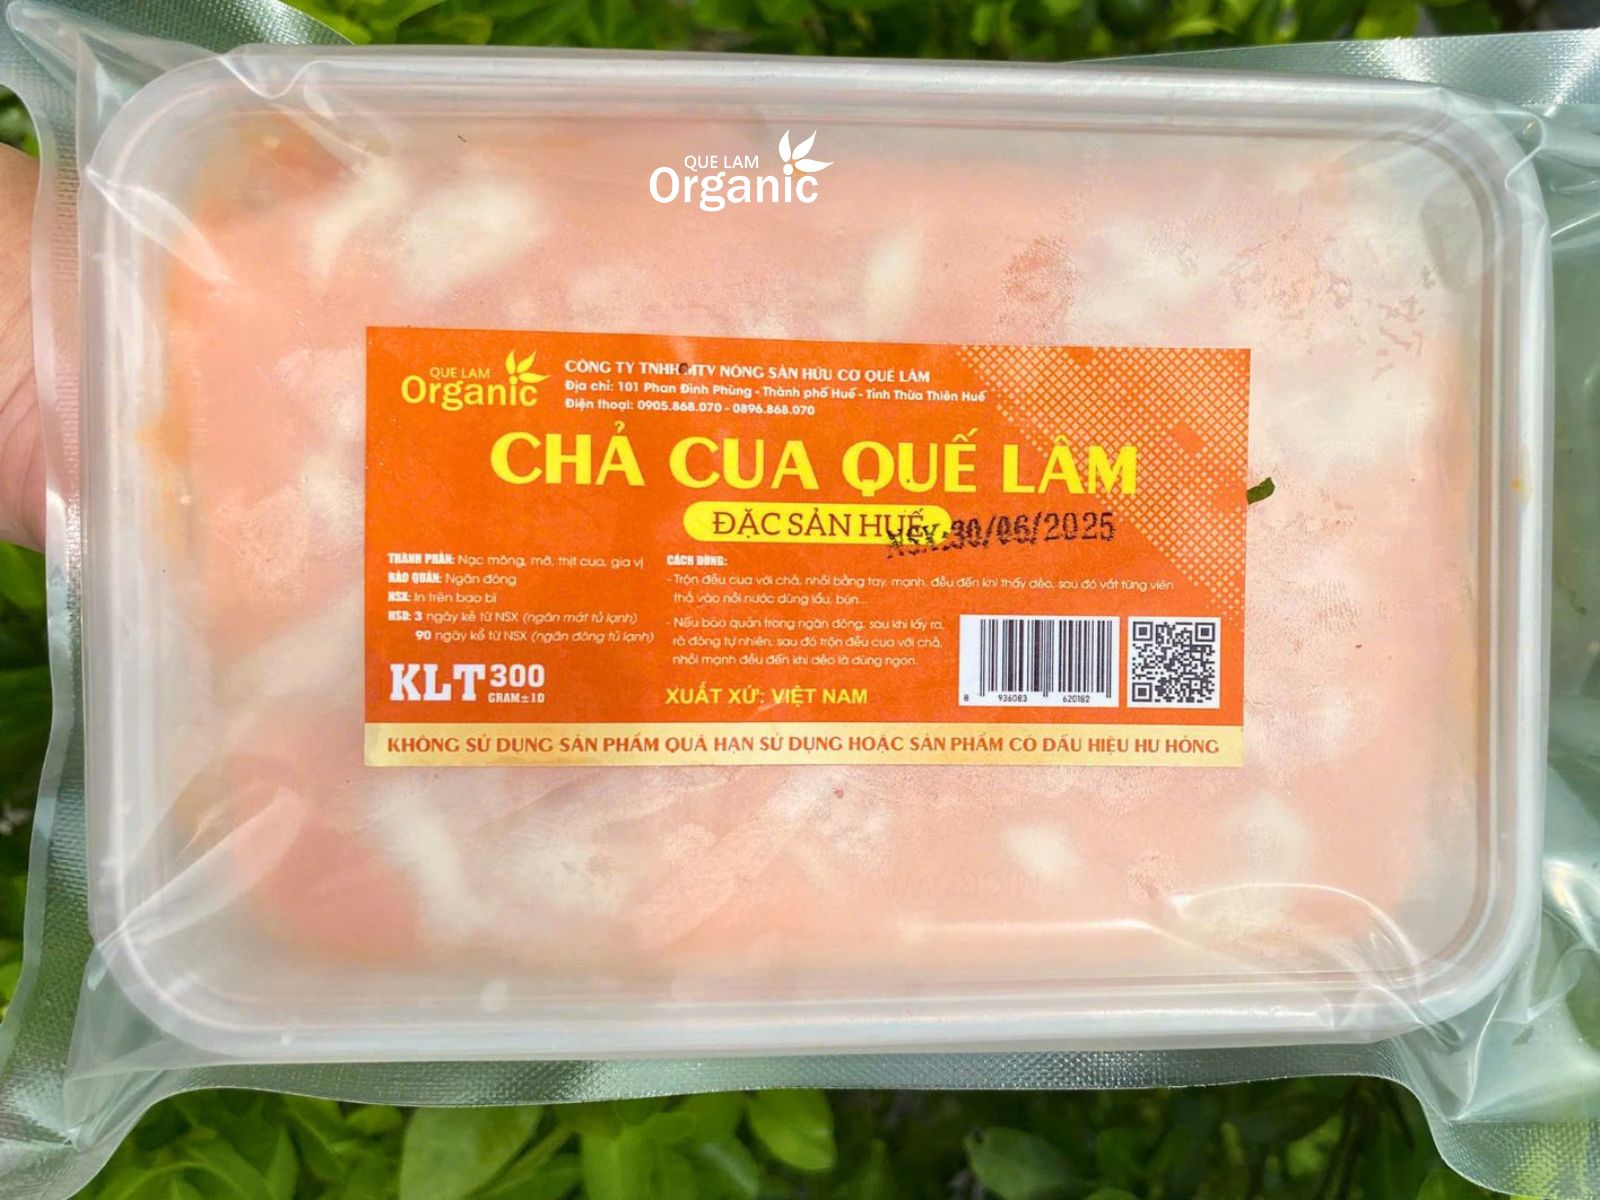 QUE LAM
Organic
QUE LAM
Organic
CÔNG TY TNHH MTV NÔNG SẢN HỮU CƠ QUẾ LÂM
Địa chỉ: 101 Phan Đình Phùng - Thành phố Huế - Tỉnh Thừa Thiên Huế
Điện thoại: 0905.868.070 - 0896.868.070
CHẢ CUA QUẾ LÂM
ĐẶC SẢN HUẾ
NSX:30/06/2025
THÀNH PHẦN: Nạc mông, mỡ, thịt cua, gia vị
BẢO QUẢN: Ngăn đông
NSX: In trên bao bì
HSD: 3 ngày kể từ NSX (ngăn mát tủ lạnh)
90 ngày kể từ NSX (ngăn đông tủ lạnh)
KLT 300
GRAM±10
CÁCH DÙNG:
- Trộn đều cua với chả, nhồi bằng tay, mạnh, đều đến khi thấy dẻo, sau đó vắt từng viên
thả vào nồi nước dùng lẩu, bún...
- Nếu bảo quản trong ngăn đông, sau khi lấy ra,
rã đông tự nhiên, sau đó trộn đều cua với chả,
nhồi mạnh đều đến khi dẻo là dùng ngon.
XUẤT XỨ: VIỆT NAM
8 936083 620182
KHÔNG SỬ DỤNG SẢN PHẨM QUÁ HẠN SỬ DỤNG HOẶC SẢN PHẨM CÓ DẤU HIỆU HƯ HỎNG